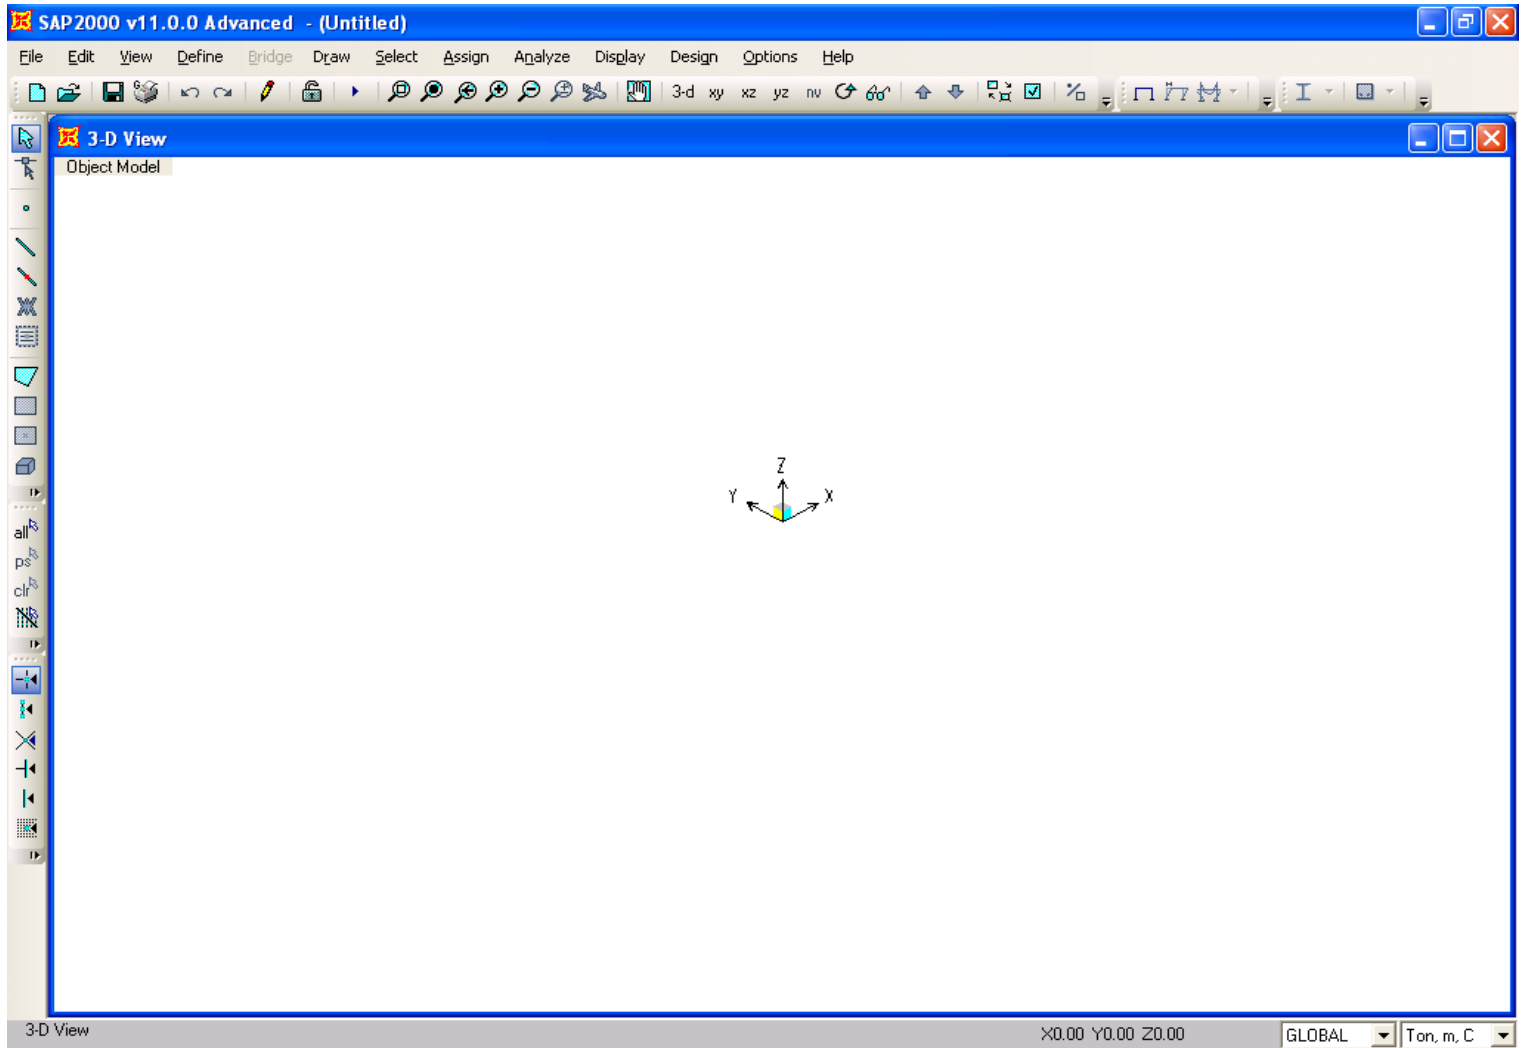 SAP2000 v11.0.0 Advanced - (Untitled)
File Edit View Define Bridge Draw Select Assign Analyze Display Design Options Help
3-d xy xz yz nv
3-D View
Object Model
all
ps
clr
Z
Y X
3-D View X0.00 Y0.00 Z0.00 GLOBAL Ton, m, C